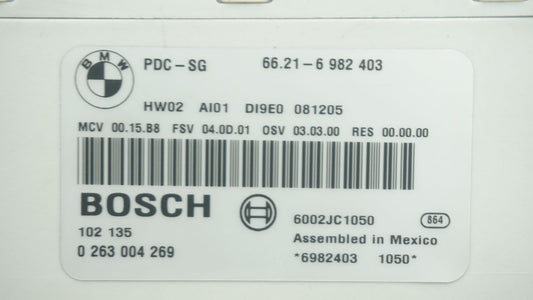 BMW
PDC-SG 66.21-6 982 403
HW02 AI01 DI9E0 081205
MCV 00.15.B8 FSV 04.0D.01 OSV 03.03.00 RES 00.00.00
BOSCH
6002JC1050 864
102 135
Assembled in Mexico
0 263 004 269
*6982403 1050*